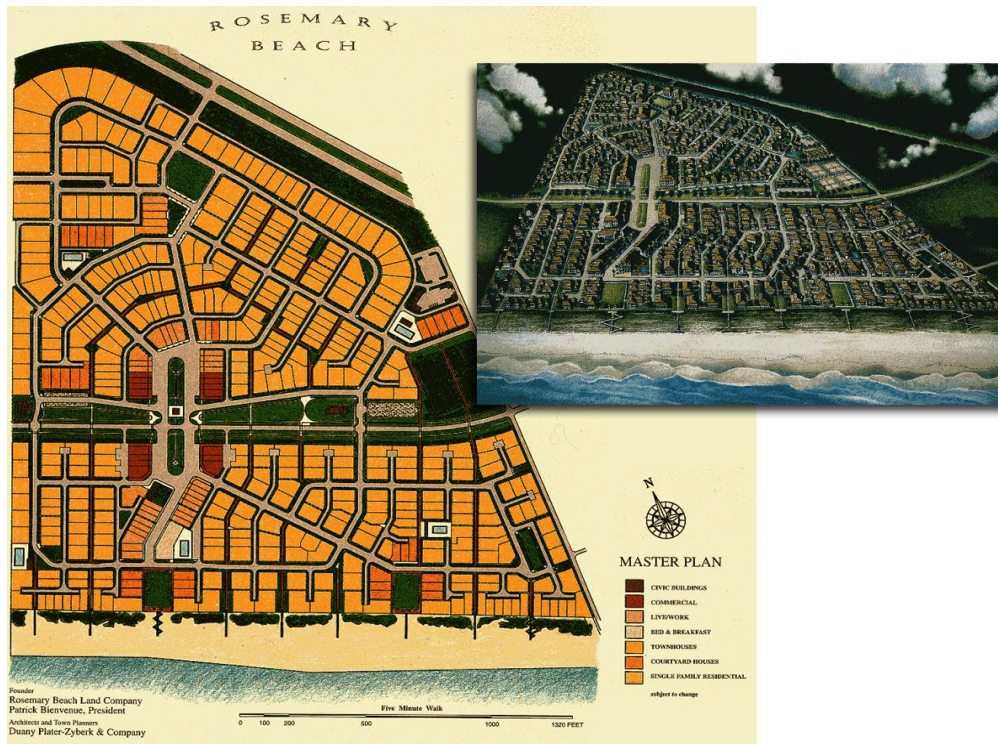 ROSEMARY
BEACH
N
MASTER PLAN
CIVIC BUILDINGS
COMMERCIAL
LIVE/WORK
BED & BREAKFAST
TOWNHOUSES
COURTYARD HOUSES
SINGLE FAMILY RESIDENTIAL
subject to change
Founder
Rosemary Beach Land Company
Patrick Bienvenue, President
Architects and Town Planners
Duany Plater-Zyberk & Company
Five Minute Walk
0 100 200 500 1000 1320 FEET